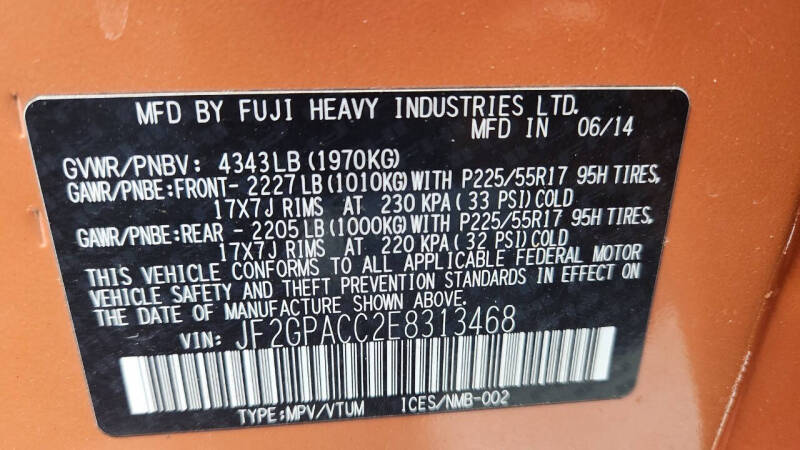 MFD BY FUJI HEAVY INDUSTRIES LTD.
MFD IN 06/14
GVWR/PNBV: 4343LB(1970KG)
GAWR/PNBE:FRONT- 2227LB(1010KG)WITH P225/55R17 95H TIRES,
17X7J RIMS AT 230 KPA(33 PSI)COLD
GAWR/PNBE:REAR - 2205LB(1000KG)WITH P225/55R17 95H TIRES,
17X7J RIMS AT 220 KPA(32 PSI)COLD
THIS VEHICLE CONFORMS TO ALL APPLICABLE FEDERAL MOTOR
VEHICLE SAFETY AND THEFT PREVENTION STANDARDS IN EFFECT ON
THE DATE OF MANUFACTURE SHOWN ABOVE.
VIN: JF2GPACC2E8313468
TYPE:MPV/VTUM ICES/NMB-002